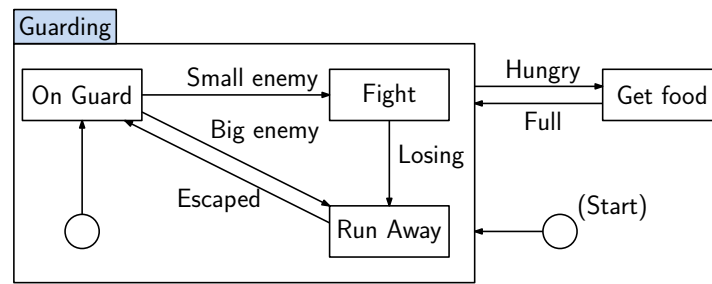 Guarding
On Guard
Small enemy
Fight
Hungry
Get food
Full
Big enemy
Losing
Escaped
Run Away
(Start)